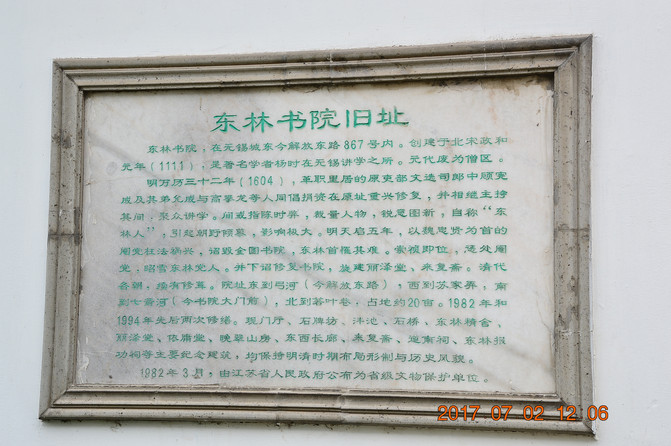 东林书院旧址
东林书院，在无锡城东今解放东路867号内。创建于北宋政和
元年（1111），是著名学者杨时在无锡讲学之所。元代废为僧区。
明万历三十二年（1604），革职里居的原吏部文选司郎中顾宪
成及其弟允成与高攀龙等人同倡捐资在原址重兴修复，并相继主持
其间，聚众讲学。间或指陈时弊，裁量人物，锐意图新，自称“东
林人”，引起朝野倾慕，影响极大。明天启五年，以魏忠贤为首的
阉党枉法祸兴，诏毁全国书院，东林首罹其难。崇祯即位，惩处阉
党，昭雪东林党人，并下诏修复书院，旋建丽泽堂、来复斋。清代
各朝，续有修葺。院址东到弓河（今解放东路），西到苏家弄，南
到七箭河（今书院大门前），北到箬叶巷，占地约20亩。1982年和
1994年先后两次修缮。现门厅、石牌坊、泮池、石桥、东林精舍、
丽泽堂、依庸堂、晚翠山房、东西长廊、来复斋、道南祠、东林报
功祠等主要纪念建筑，均保持明清时期布局形制与历史风貌。
1982年3月，由江苏省人民政府公布为省级文物保护单位。
2017 07 02 12 06